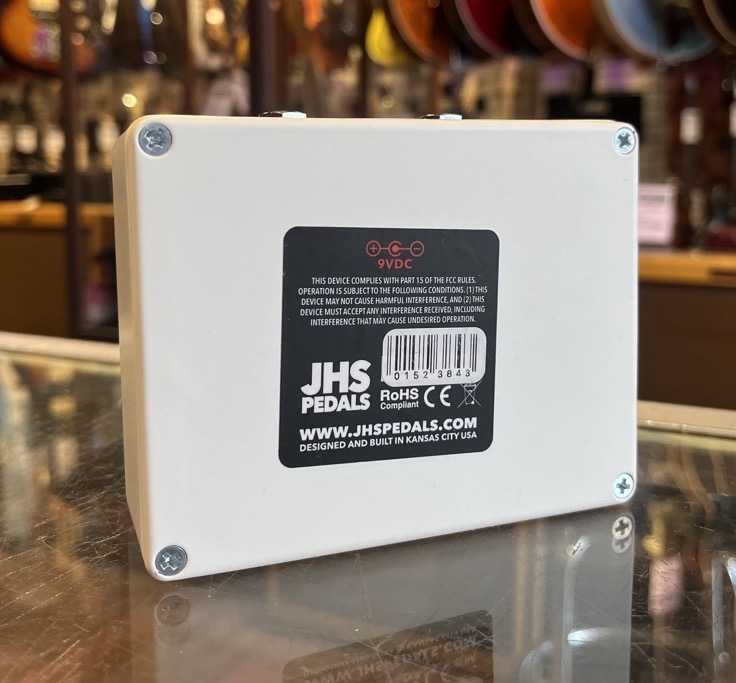 9VDC
THIS DEVICE COMPLIES WITH PART 15 OF THE FCC RULES.
OPERATION IS SUBJECT TO THE FOLLOWING CONDITIONS. (1) THIS
DEVICE MAY NOT CAUSE HARMFUL INTERFERENCE, AND (2) THIS
DEVICE MUST ACCEPT ANY INTERFERENCE RECEIVED, INCLUDING
INTERFERENCE THAT MAY CAUSE UNDESIRED OPERATION.
01523843
JHS
PEDALS
RoHS
Compliant
CE
WWW.JHSPEDALS.COM
DESIGNED AND BUILT IN KANSAS CITY USA